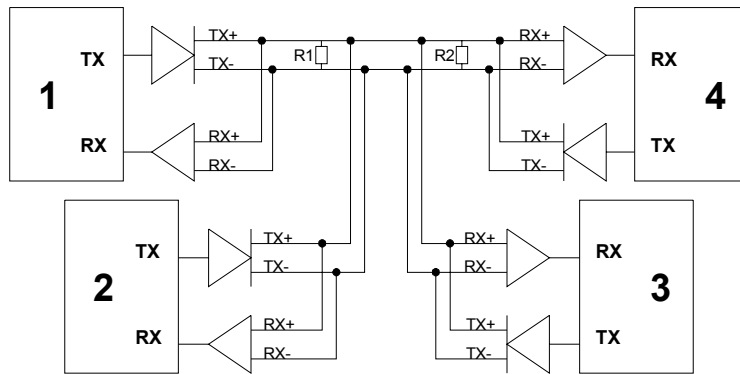 TX+
TX-
TX
1
RX
RX+
RX-
R1
R2
RX+
RX-
RX
4
TX
TX+
TX-
TX
2
RX
TX+
TX-
RX+
RX-
RX+
RX-
RX
3
TX
TX+
TX-